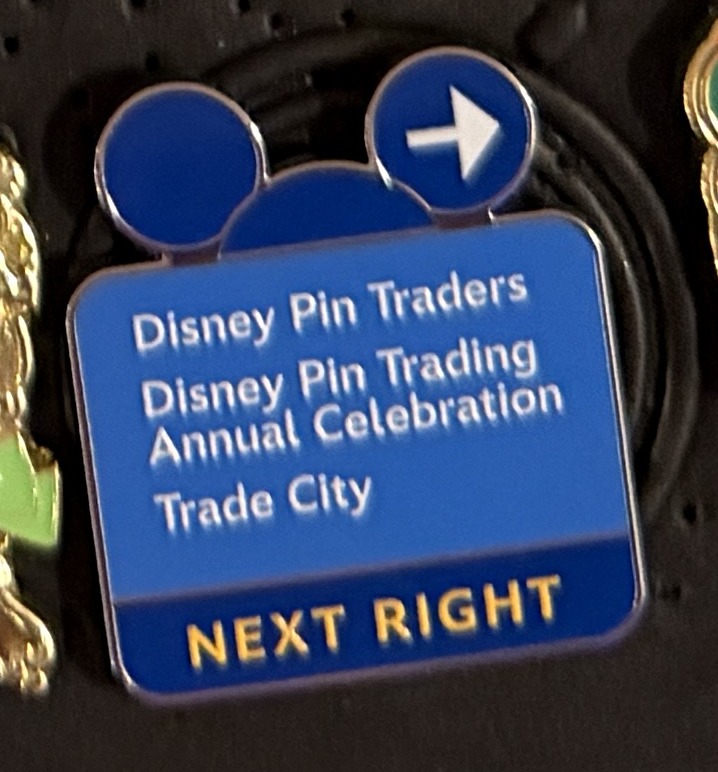 Disney Pin Traders
Disney Pin Trading
Annual Celebration
Trade City
NEXT RIGHT